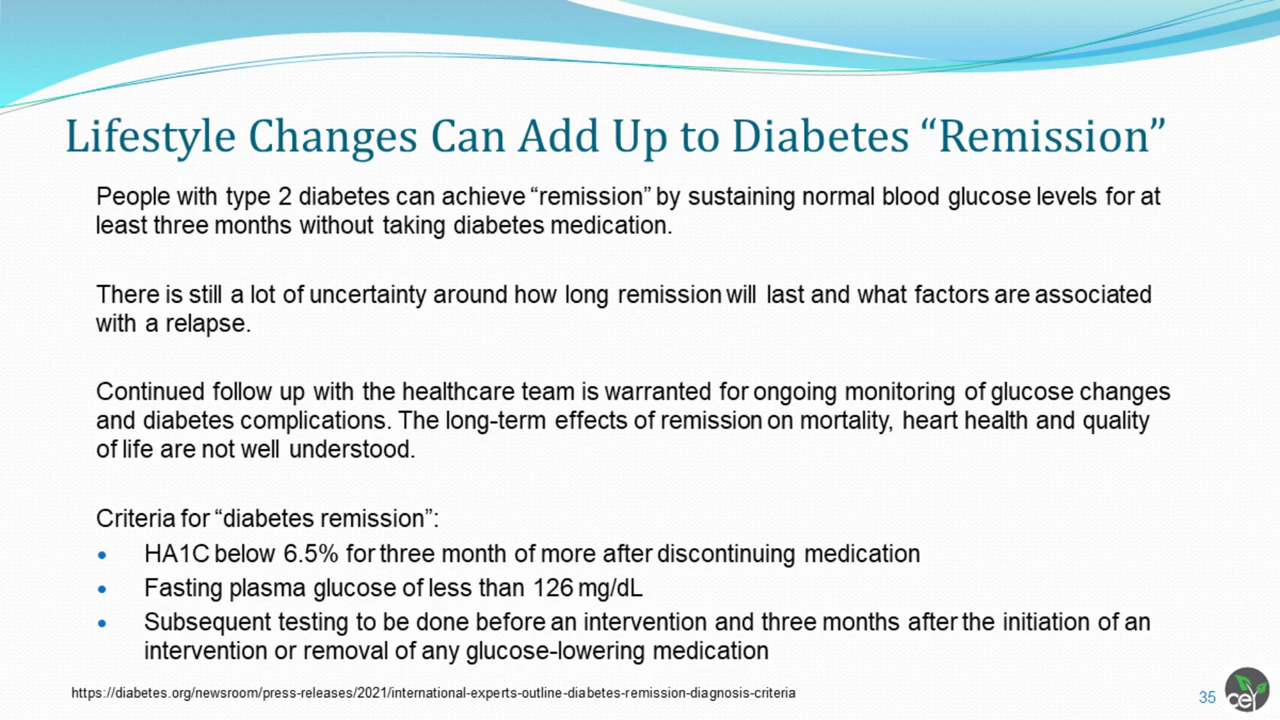 Lifestyle Changes Can Add Up to Diabetes “Remission”
People with type 2 diabetes can achieve “remission” by sustaining normal blood glucose levels for at
least three months without taking diabetes medication.
There is still a lot of uncertainty around how long remission will last and what factors are associated
with a relapse.
Continued follow up with the healthcare team is warranted for ongoing monitoring of glucose changes
and diabetes complications. The long-term effects of remission on mortality, heart health and quality
of life are not well understood.
Criteria for “diabetes remission”:
• HA1C below 6.5% for three month of more after discontinuing medication
• Fasting plasma glucose of less than 126 mg/dL
• Subsequent testing to be done before an intervention and three months after the initiation of an
intervention or removal of any glucose-lowering medication
https://diabetes.org/newsroom/press-releases/2021/international-experts-outline-diabetes-remission-diagnosis-criteria
35
cei